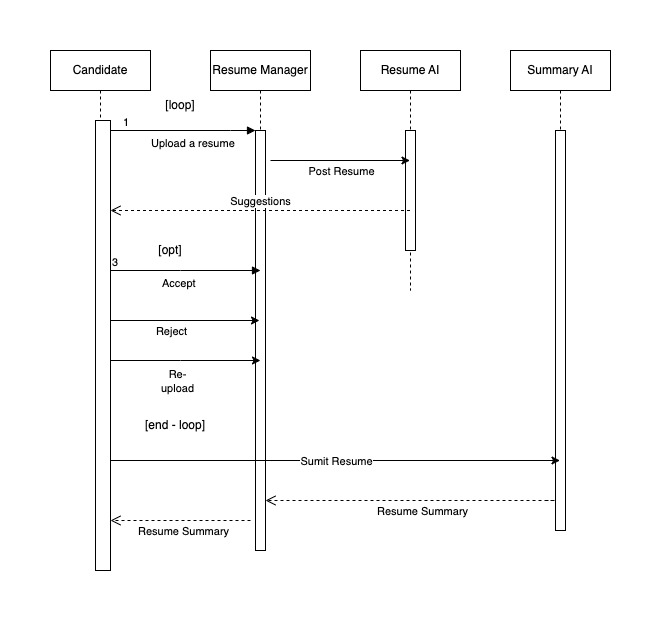 Candidate
Resume Manager
Resume AI
Summary AI
[loop]
1
Upload a resume
Post Resume
Suggestions
[opt]
3
Accept
Reject
Re-
upload
[end - loop]
Sumit Resume
Resume Summary
Resume Summary